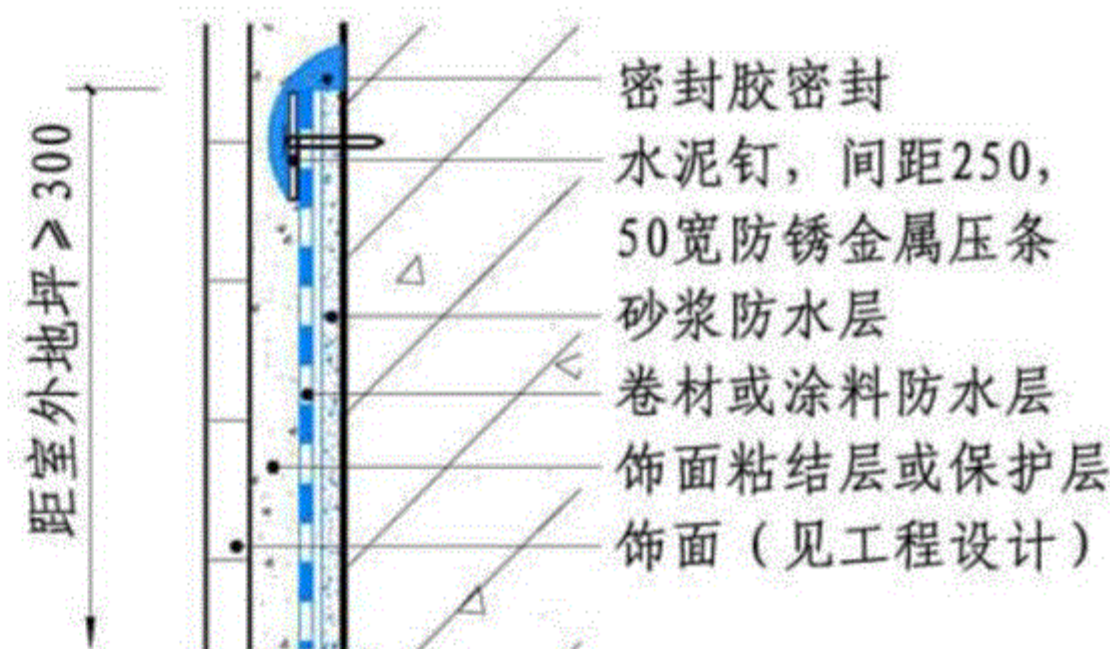 密封胶密封
水泥钉，间距250，
50宽防锈金属压条
砂浆防水层
卷材或涂料防水层
饰面粘结层或保护层
饰面（见工程设计）
距室外地坪≥300